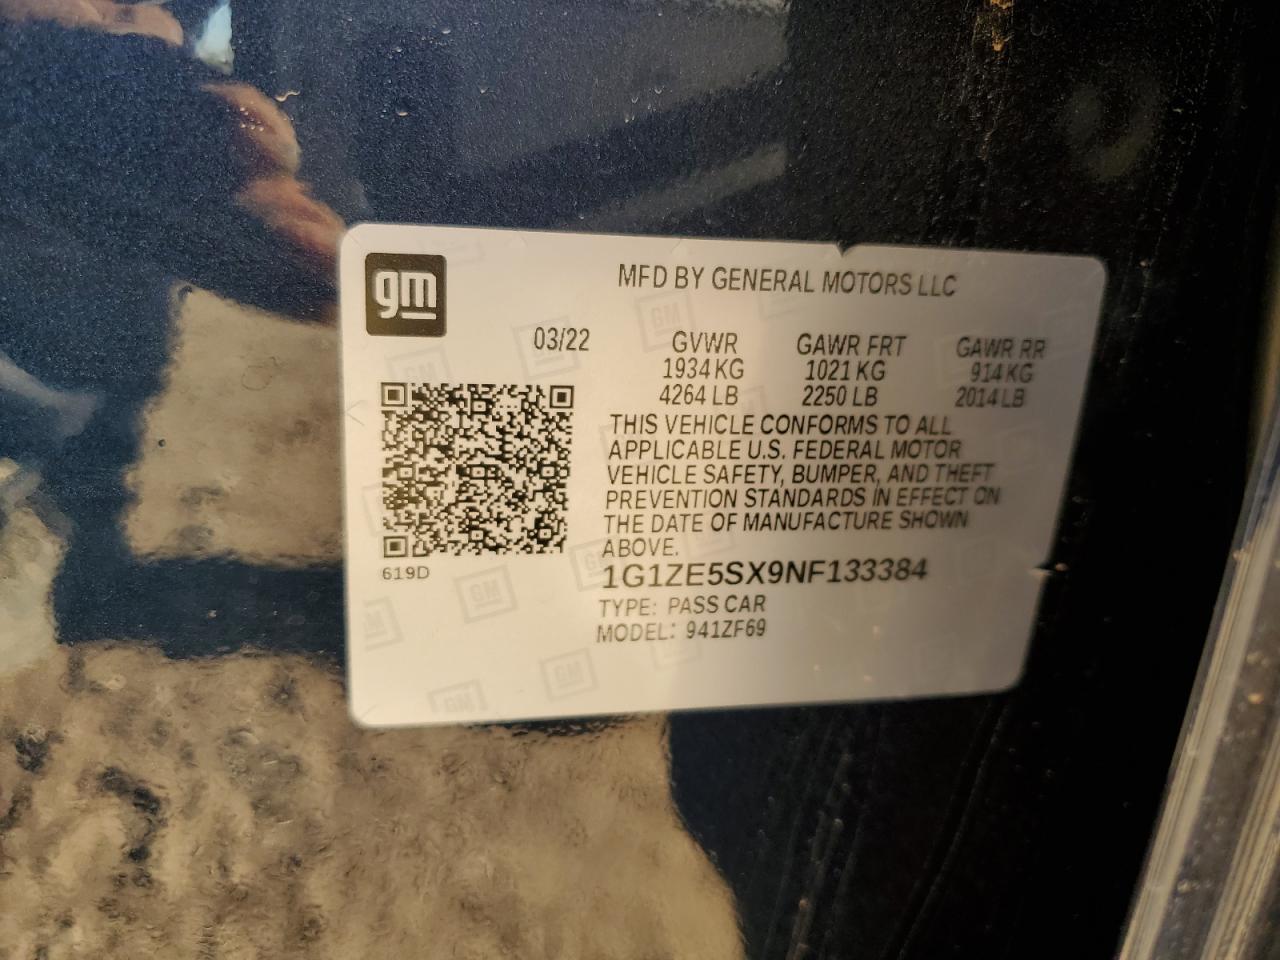 gm
MFD BY GENERAL MOTORS LLC
03/22
GVWR GAWR FRT GAWR RR
1934 KG 1021 KG 914 KG
4264 LB 2250 LB 2014 LB
THIS VEHICLE CONFORMS TO ALL
APPLICABLE U.S. FEDERAL MOTOR
VEHICLE SAFETY, BUMPER, AND THEFT
PREVENTION STANDARDS IN EFFECT ON
THE DATE OF MANUFACTURE SHOWN
ABOVE.
619D
1G1ZE5SX9NF133384
TYPE: PASS CAR
MODEL: 941ZF69